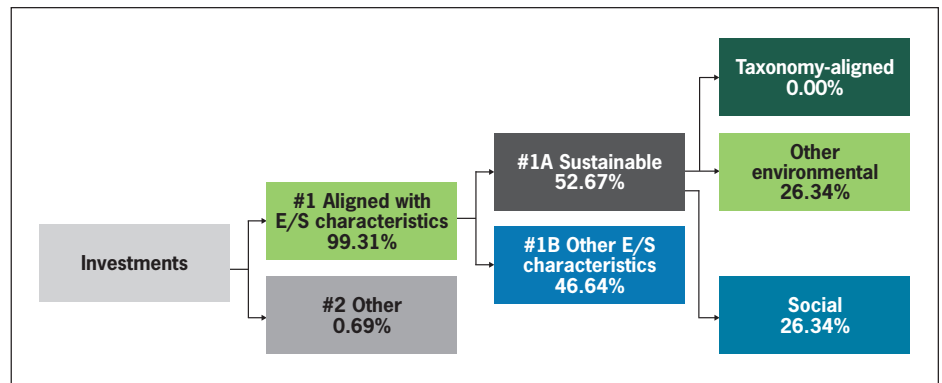 Investments
#1 Aligned with
E/S characteristics
99.31%
#2 Other
0.69%
#1A Sustainable
52.67%
#1B Other E/S
characteristics
46.64%
Taxonomy-aligned
0.00%
Other
environmental
26.34%
Social
26.34%